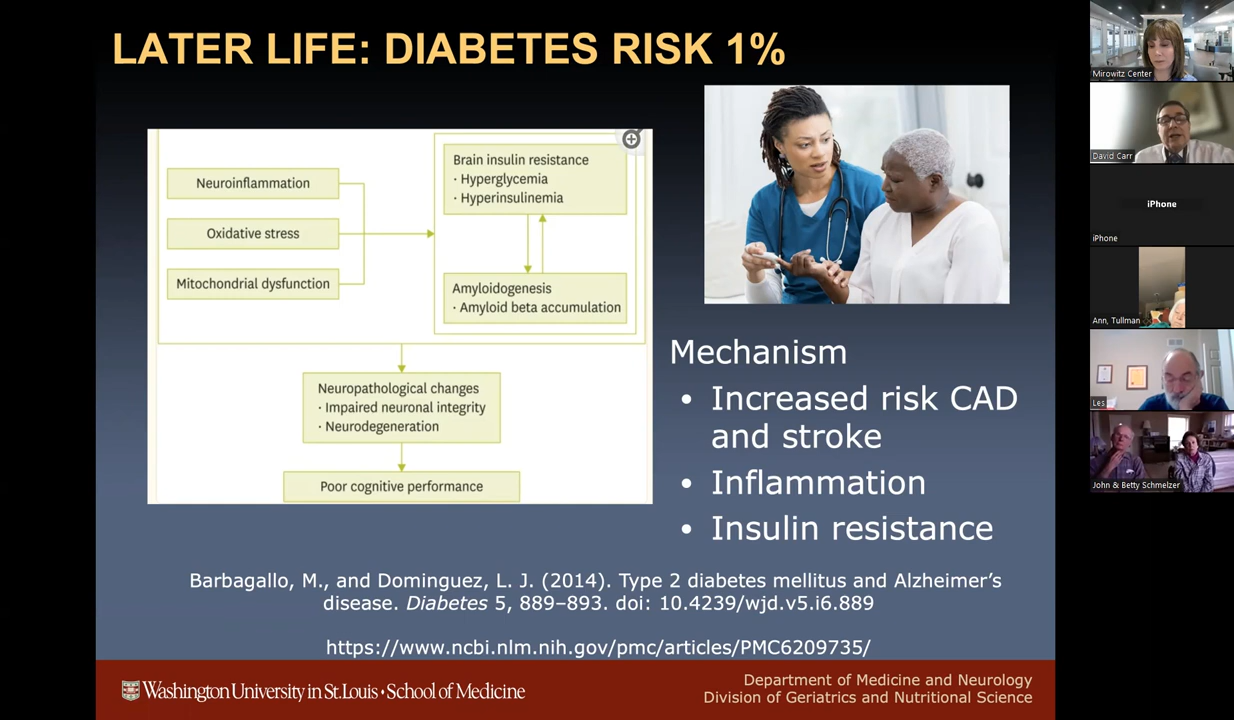 LATER LIFE: DIABETES RISK 1%
Neuroinflammation
Oxidative stress
Mitochondrial dysfunction
Brain insulin resistance
· Hyperglycemia
· Hyperinsulinemia
Amyloidogenesis
· Amyloid beta accumulation
Neuropathological changes
· Impaired neuronal integrity
· Neurodegeneration
Poor cognitive performance
Mechanism
• Increased risk CAD
and stroke
• Inflammation
• Insulin resistance
Barbagallo, M., and Dominguez, L. J. (2014). Type 2 diabetes mellitus and Alzheimer's
disease. Diabetes 5, 889–893. doi: 10.4239/wjd.v5.i6.889
https://www.ncbi.nlm.nih.gov/pmc/articles/PMC6209735/
Washington University in St. Louis · School of Medicine
Department of Medicine and Neurology
Division of Geriatrics and Nutritional Science
Mirowitz Center
David Carr
iPhone
iPhone
Ann, Tullman
Les
John & Betty Schmelzer